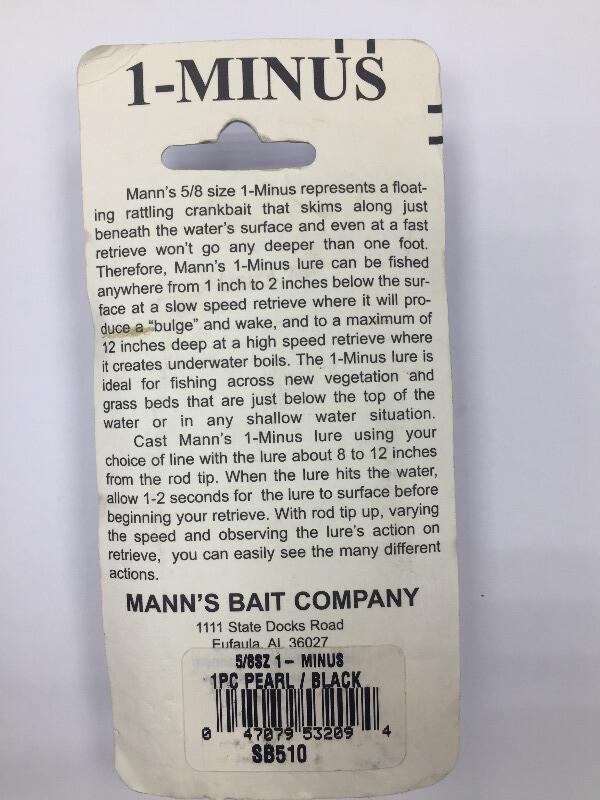 1-MINUS
Mann's 5/8 size 1-Minus represents a float-
ing rattling crankbait that skims along just
beneath the water's surface and even at a fast
retrieve won't go any deeper than one foot.
Therefore, Mann's 1-Minus lure can be fished
anywhere from 1 inch to 2 inches below the sur-
face at a slow speed retrieve where it will pro-
duce a "bulge" and wake, and to a maximum of
12 inches deep at a high speed retrieve where
it creates underwater boils. The 1-Minus lure is
ideal for fishing across new vegetation and
grass beds that are just below the top of the
water or in any shallow water situation.
Cast Mann's 1-Minus lure using your
choice of line with the lure about 8 to 12 inches
from the rod tip. When the lure hits the water,
allow 1-2 seconds for the lure to surface before
beginning your retrieve. With rod tip up, varying
the speed and observing the lure's action on
retrieve, you can easily see the many different
actions.
MANN'S BAIT COMPANY
1111 State Docks Road
Eufaula, AL 36027
5/8SZ 1- MINUS
1PC PEARL / BLACK
0 47079 53209 4
SB510